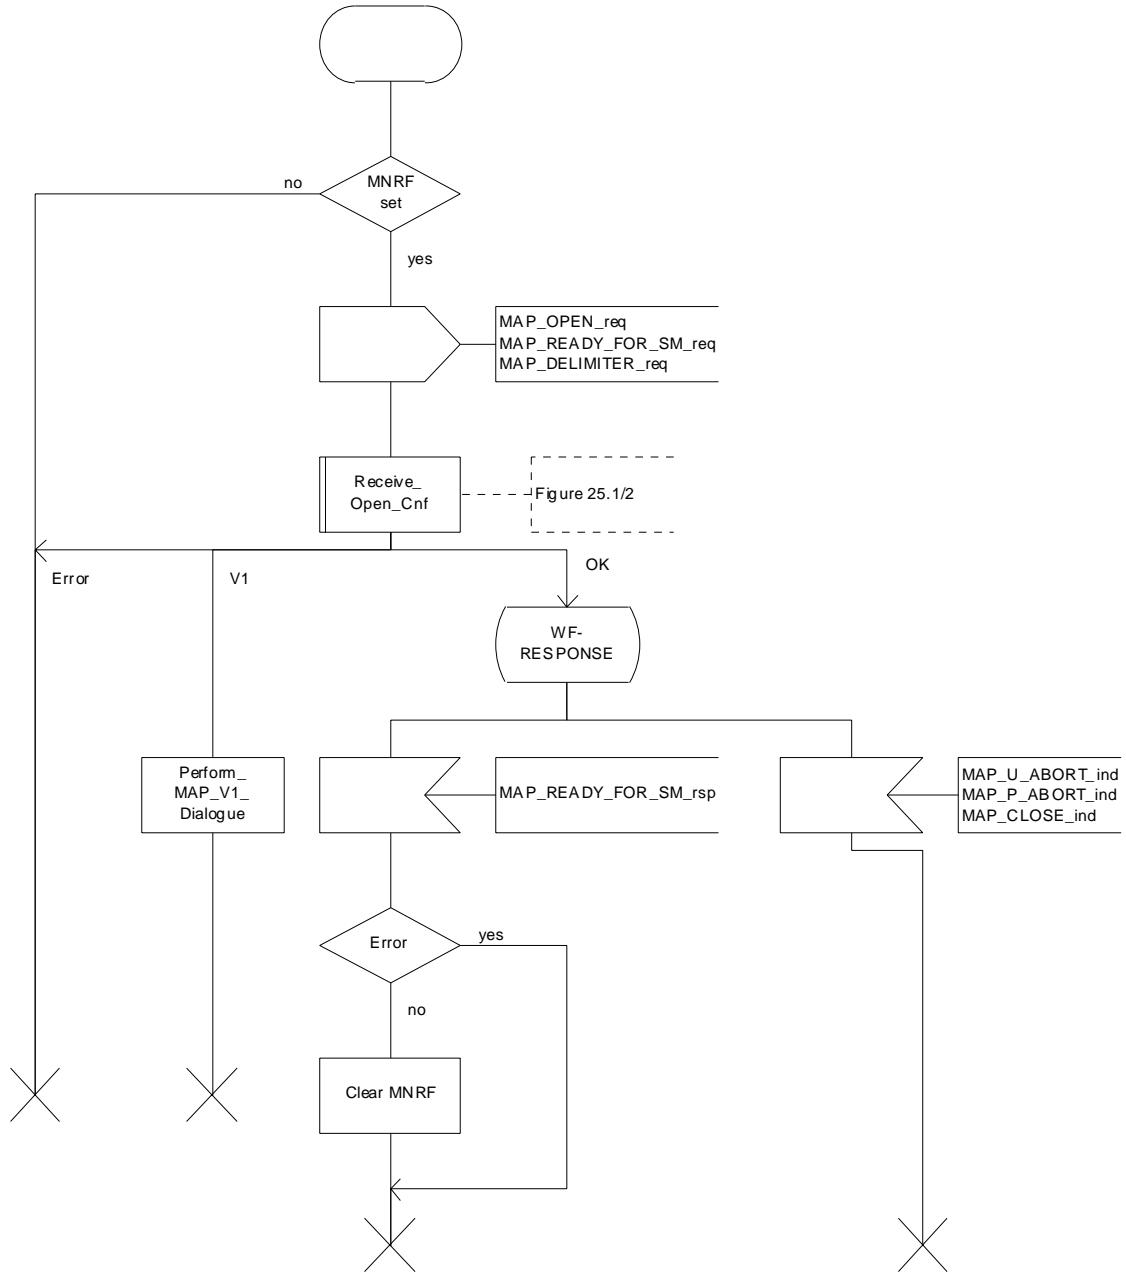 no
MNRF
set
yes
MAP_OPEN_req
MAP_READY_FOR_SM_req
MAP_DELIMITER_req
Receive_
Open_Cnf
Figure 25.1/2
Error
V1
OK
WF-
RESPONSE
Perform_
MAP_V1_
Dialogue
MAP_READY_FOR_SM_rsp
MAP_U_ABORT_ind
MAP_P_ABORT_ind
MAP_CLOSE_ind
Error
yes
no
Clear MNRF